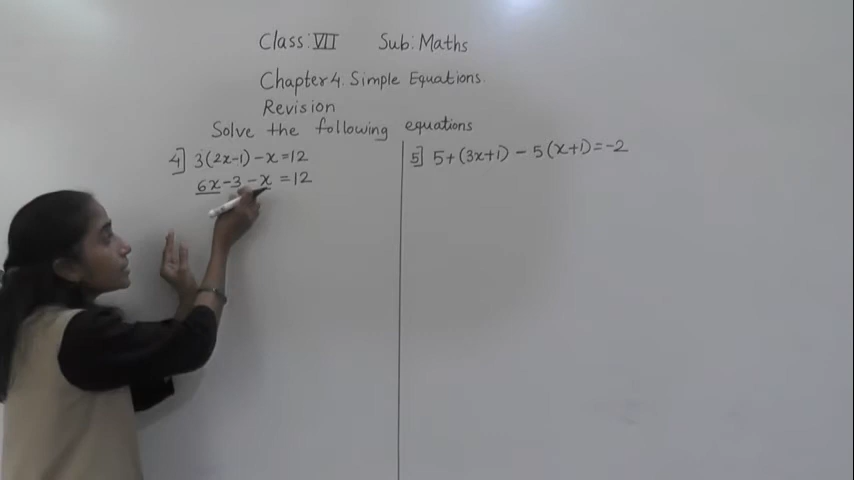 Class: VII Sub: Maths
Chapter 4. Simple Equations.
Revision
Solve the following equations
4] 3(2x-1) - x = 12
6x - 3 - x = 12
5] 5+(3x+1) - 5(x+1) = -2